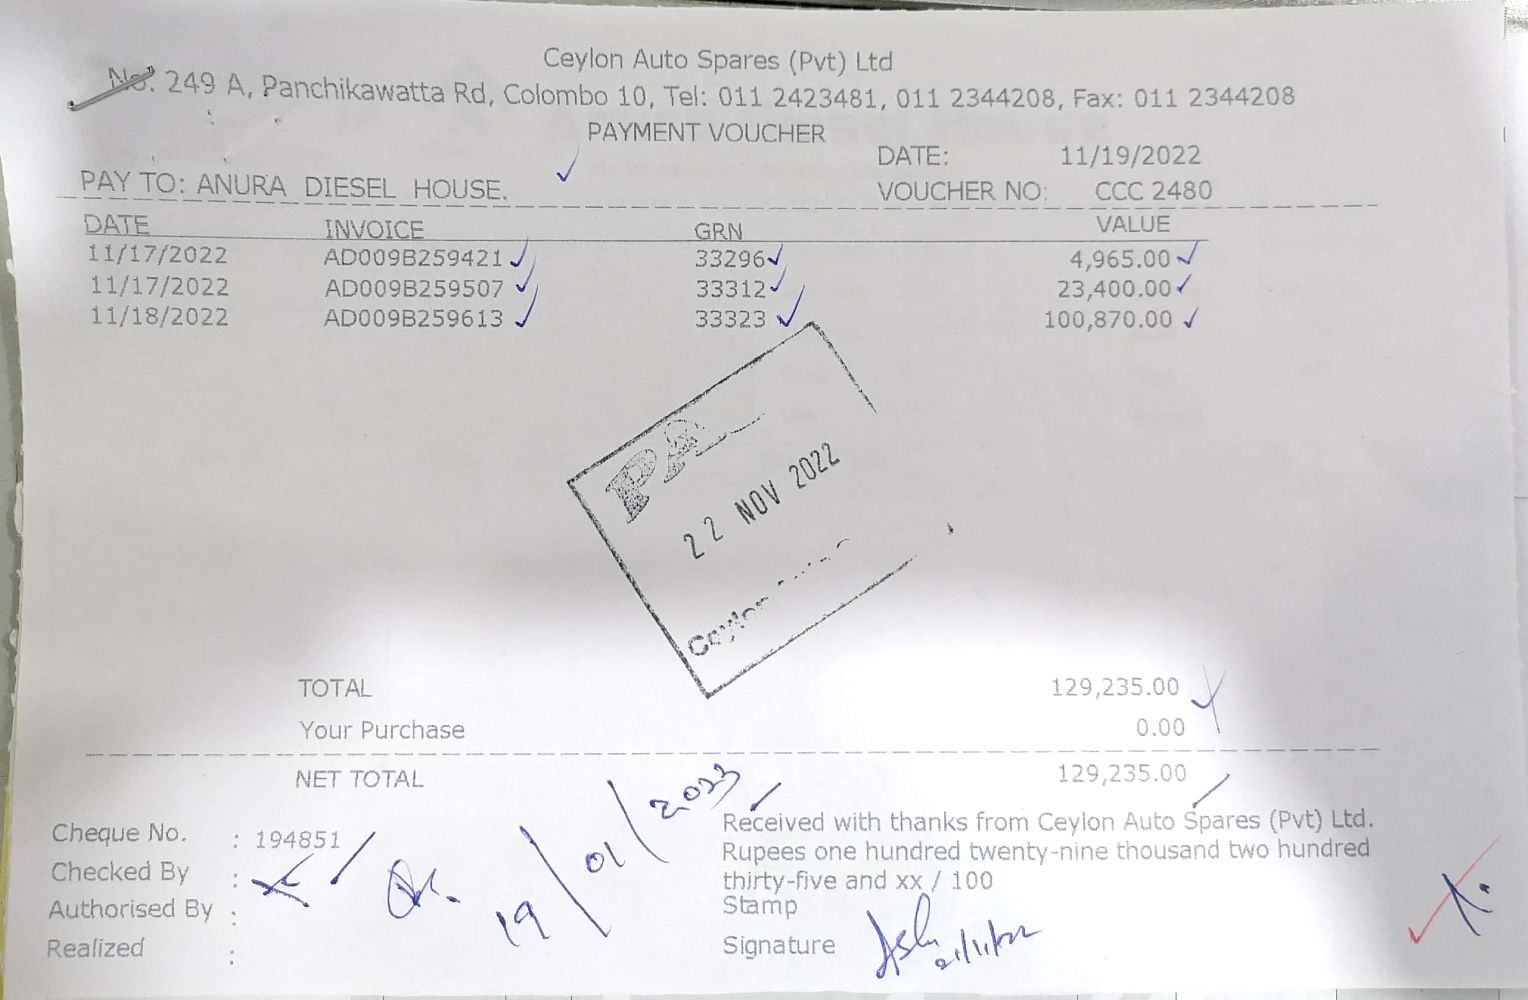 Ceylon Auto Spares (Pvt) Ltd
No. 249 A, Panchikawatta Rd, Colombo 10, Tel: 011 2423481, 011 2344208, Fax: 011 2344208
PAYMENT VOUCHER
DATE: 11/19/2022
PAY TO: ANURA DIESEL HOUSE. VOUCHER NO: CCC 2480
DATE INVOICE GRN VALUE
11/17/2022 AD009B259421 33296 4,965.00
11/17/2022 AD009B259507 33312 23,400.00
11/18/2022 AD009B259613 33323 100,870.00
22 NOV 2022
Ceylon
TOTAL 129,235.00
Your Purchase 0.00
NET TOTAL 129,235.00
19/01/2023
Cheque No. : 194851
Checked By :
Authorised By :
Realized :
Received with thanks from Ceylon Auto Spares (Pvt) Ltd.
Rupees one hundred twenty-nine thousand two hundred
thirty-five and xx / 100
Stamp
Signature 21/11/22